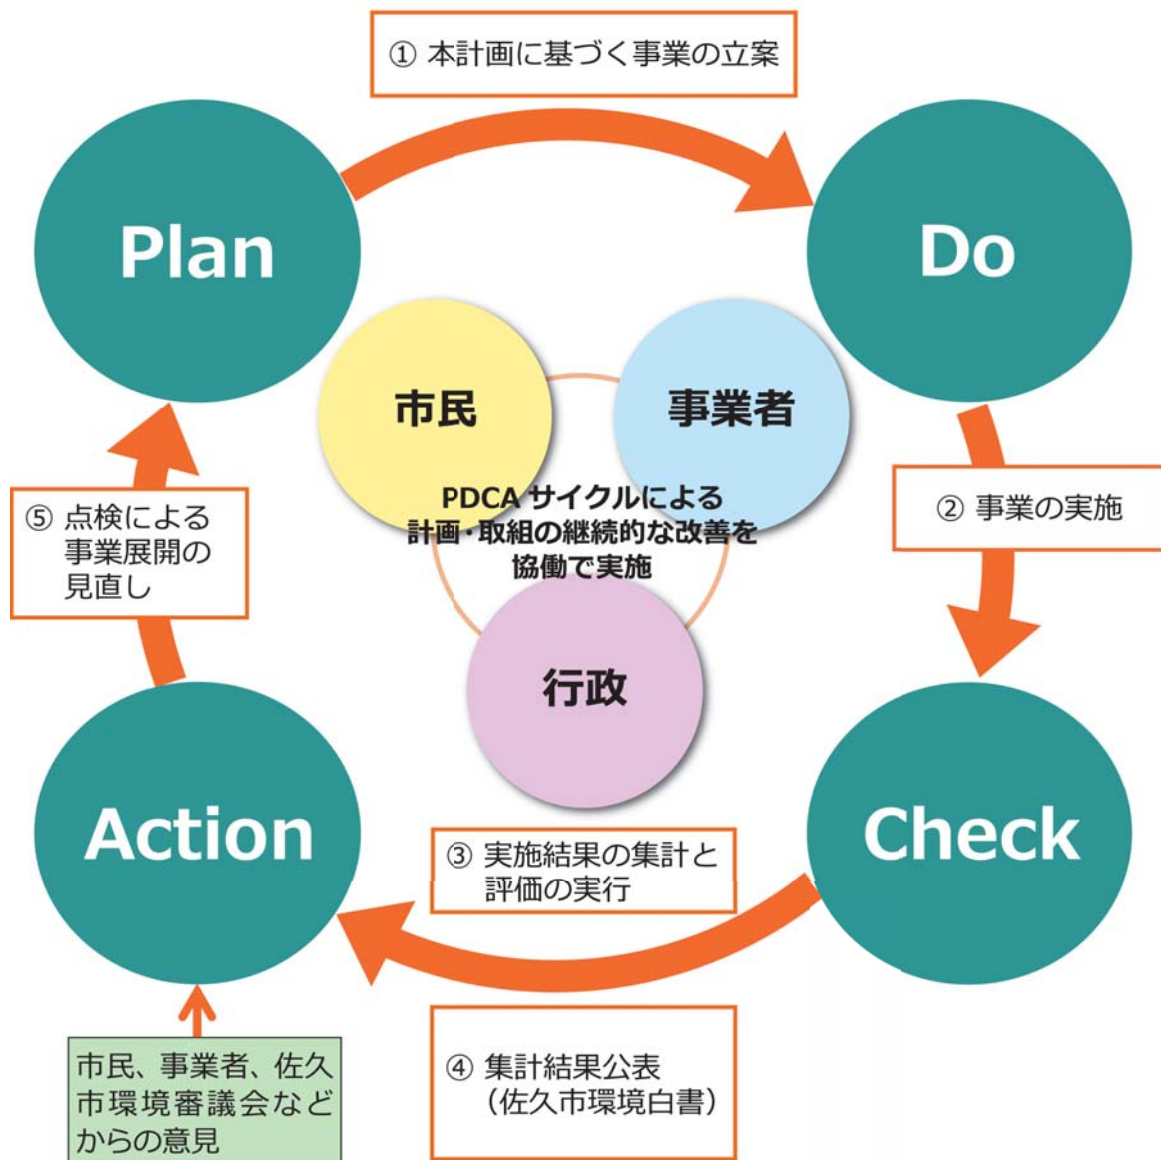 ① 本計画に基づく事業の立案
Plan
Do
市民
事業者
PDCA サイクルによる
計画・取組の継続的な改善を
協働で実施
② 事業の実施
⑤ 点検による
事業展開の
見直し
行政
Action
Check
③ 実施結果の集計と
評価の実行
④ 集計結果公表
（佐久市環境白書）
市民、事業者、佐久
市環境審議会など
からの意見